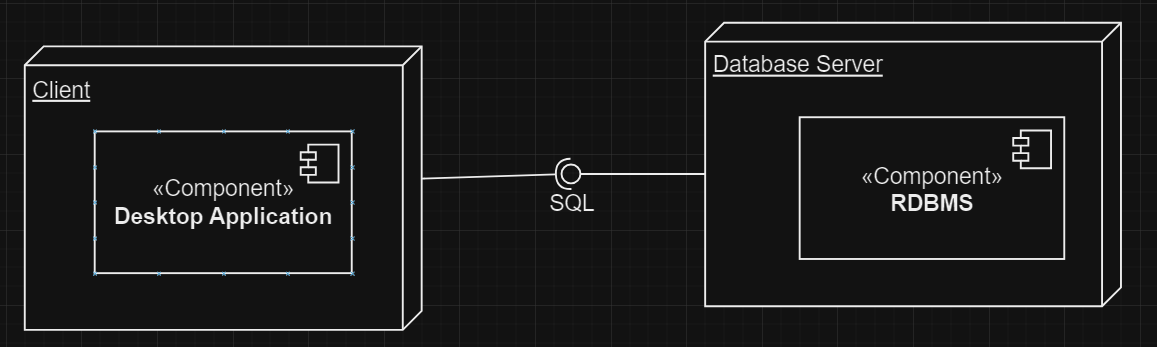 Client
«Component»
Desktop Application
SQL
Database Server
«Component»
RDBMS